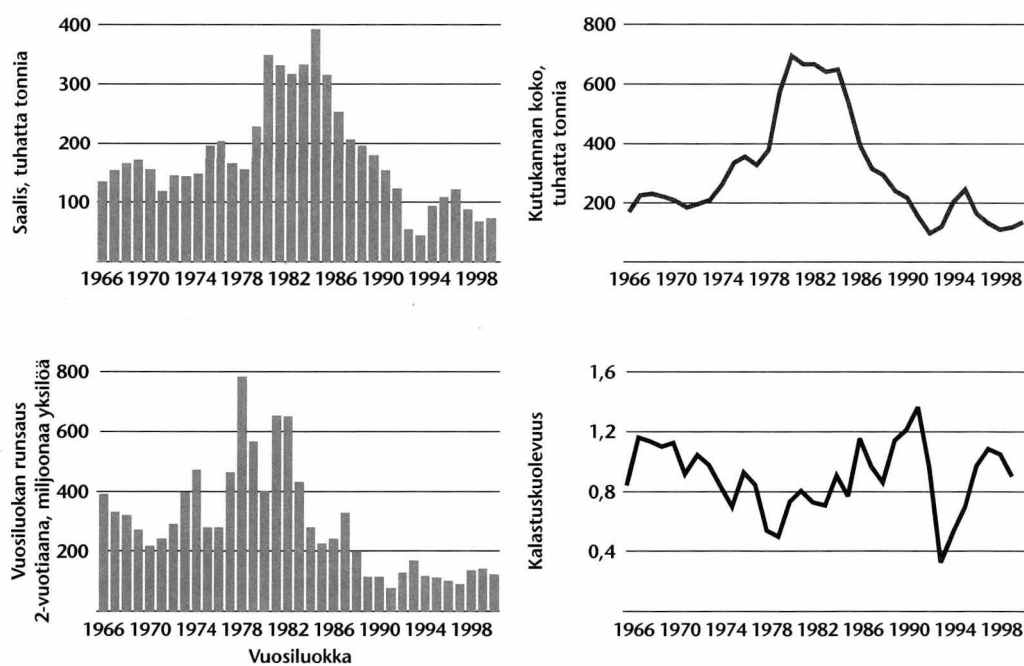 Saalis, tuhatta tonnia
400
300
200
100
1966 1970 1974 1978 1982 1986 1990 1994 1998
Kutukannan koko,
tuhatta tonnia
800
600
400
200
1966 1970 1974 1978 1982 1986 1990 1994 1998
Vuosiluokan runsaus
2-vuotiaana, miljoonaa yksilöä
800
600
400
200
1966 1970 1974 1978 1982 1986 1990 1994 1998
Vuosiluokka
Kalastuskuolevuus
1,6
1,2
0,8
0,4
1966 1970 1974 1978 1982 1986 1990 1994 1998